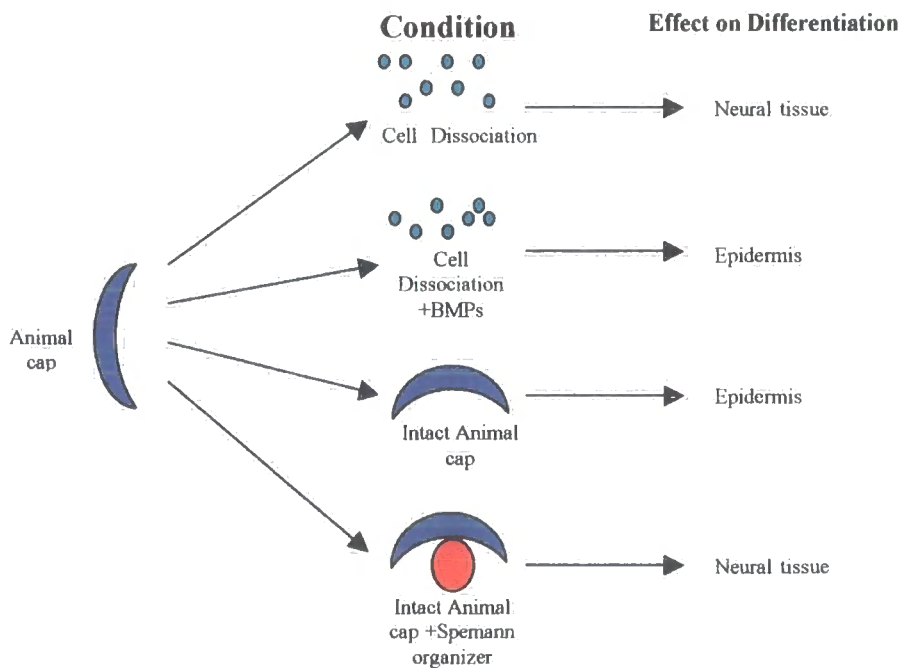 Condition
Effect on Differentiation
Cell Dissociation
Neural tissue
Cell
Dissociation
+BMPs
Epidermis
Animal
cap
Intact Animal
cap
Epidermis
Intact Animal
cap +Spemann
organizer
Neural tissue